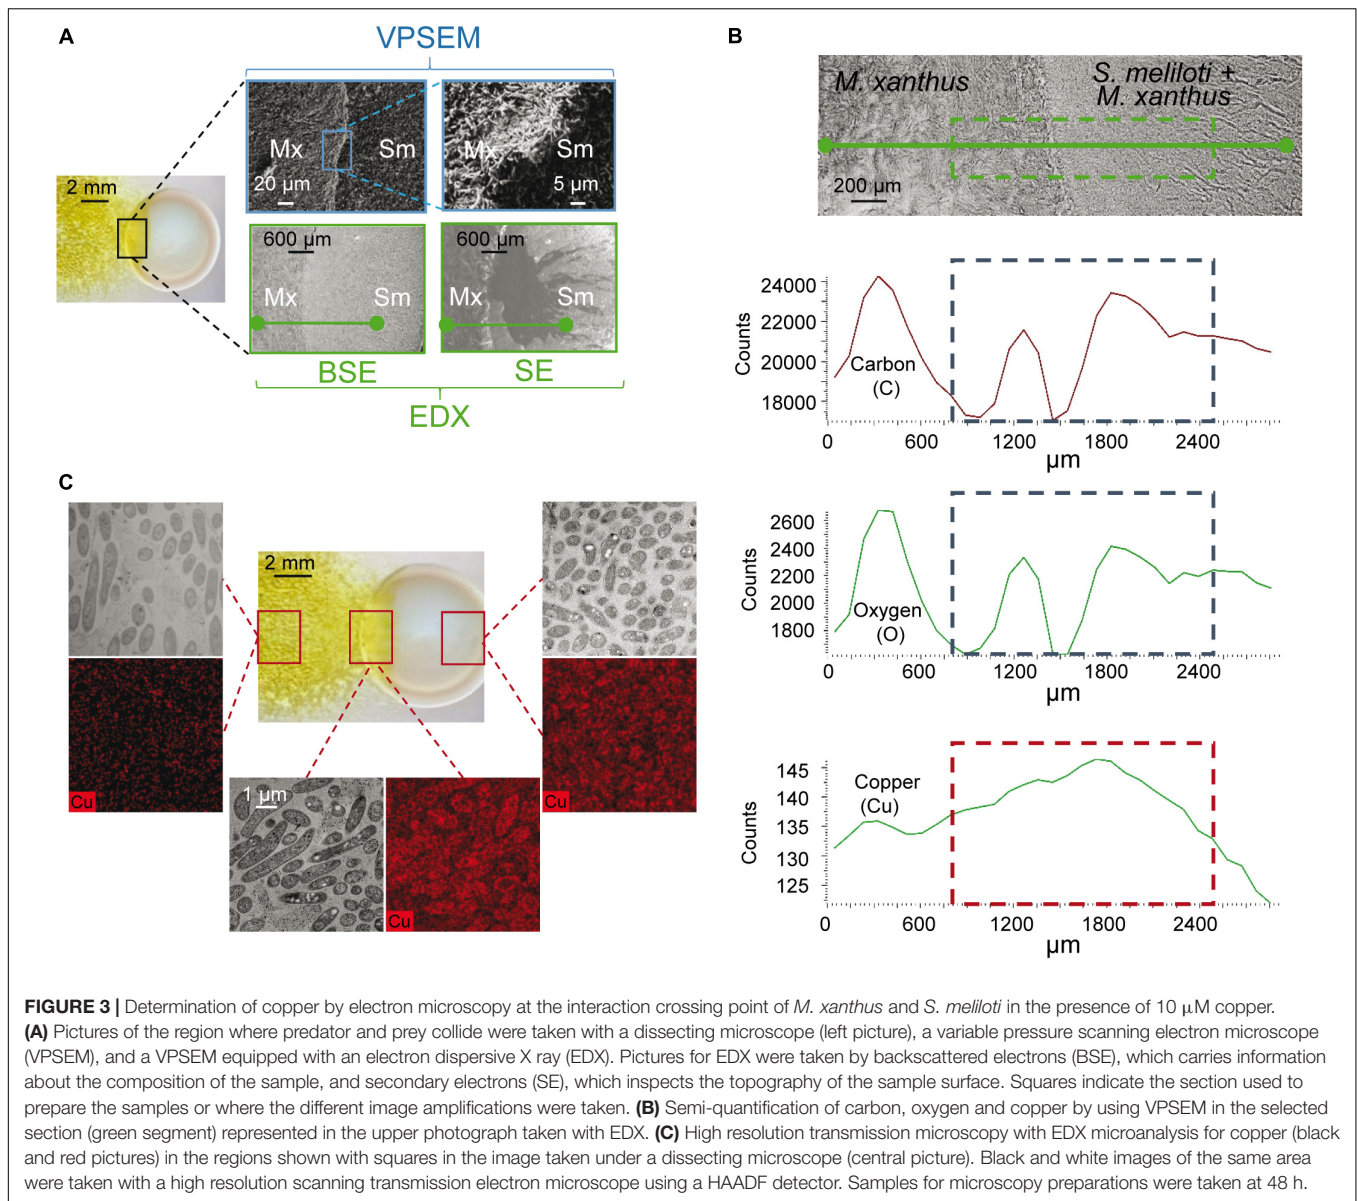 A
VPSEM
2 mm
Mx
Sm
20 µm
Mx
Sm
5 µm
600 µm
Mx
Sm
600 µm
Mx
Sm
BSE
SE
EDX
B
M. xanthus
S. meliloti +
M. xanthus
200 µm
24000
22000
20000
18000
Counts
Carbon
(C)
0
600
1200
1800
2400
µm
2600
2400
2200
2000
1800
Counts
Oxygen
(O)
0
600
1200
1800
2400
µm
145
140
135
130
125
Counts
Copper
(Cu)
0
600
1200
1800
2400
µm
C
2 mm
Cu
Cu
1 µm
Cu
FIGURE 3 | Determination of copper by electron microscopy at the interaction crossing point of M. xanthus and S. meliloti in the presence of 10 µM copper.
(A) Pictures of the region where predator and prey collide were taken with a dissecting microscope (left picture), a variable pressure scanning electron microscope
(VPSEM), and a VPSEM equipped with an electron dispersive X ray (EDX). Pictures for EDX were taken by backscattered electrons (BSE), which carries information
about the composition of the sample, and secondary electrons (SE), which inspects the topography of the sample surface. Squares indicate the section used to
prepare the samples or where the different image amplifications were taken. (B) Semi-quantification of carbon, oxygen and copper by using VPSEM in the selected
section (green segment) represented in the upper photograph taken with EDX. (C) High resolution transmission microscopy with EDX microanalysis for copper (black
and red pictures) in the regions shown with squares in the image taken under a dissecting microscope (central picture). Black and white images of the same area
were taken with a high resolution scanning transmission electron microscope using a HAADF detector. Samples for microscopy preparations were taken at 48 h.